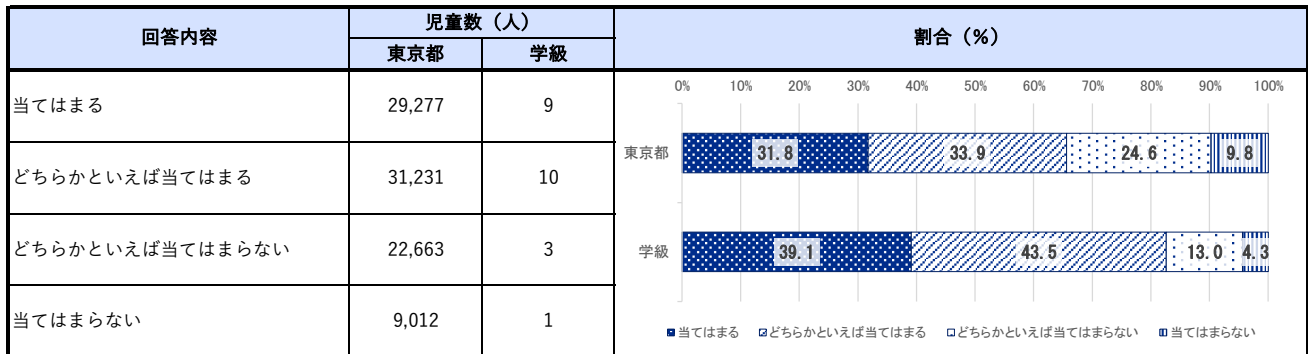 回答内容
児童数（人）
東京都
学級
割合（%）
当てはまる
29,277
9
どちらかといえば当てはまる
31,231
10
どちらかといえば当てはまらない
22,663
3
当てはまらない
9,012
1
0%
10%
20%
30%
40%
50%
60%
70%
80%
90%
100%
東京都
31.8
33.9
24.6
9.8
学級
39.1
43.5
13.0
4.3
当てはまる
どちらかといえば当てはまる
どちらかといえば当てはまらない
当てはまらない